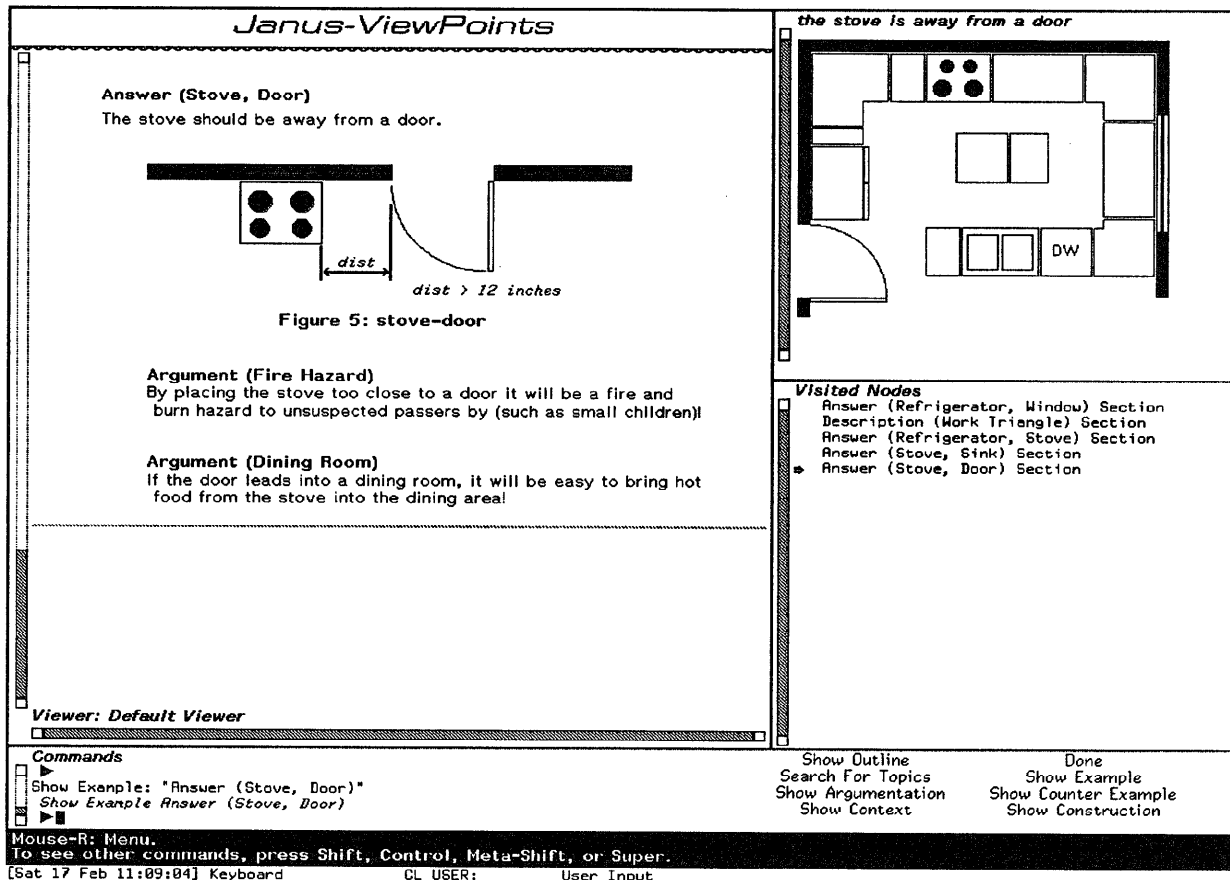 Janus-ViewPoints
Answer (Stove, Door)
The stove should be away from a door.
dist
dist > 12 inches
Figure 5: stove-door
Argument (Fire Hazard)
By placing the stove too close to a door it will be a fire and
burn hazard to unsuspected passers by (such as small children)!
Argument (Dining Room)
If the door leads into a dining room, it will be easy to bring hot
food from the stove into the dining area!
Viewer: Default Viewer
the stove is away from a door
DW
Visited Nodes
Answer (Refrigerator, Window) Section
Description (Work Triangle) Section
Answer (Refrigerator, Stove) Section
Answer (Stove, Sink) Section
Answer (Stove, Door) Section
Commands
Show Example: "Answer (Stove, Door)"
Show Example Answer (Stove, Door)
Show Outline
Search For Topics
Show Argumentation
Show Context
Done
Show Example
Show Counter Example
Show Construction
Mouse-R: Menu.
To see other commands, press Shift, Control, Meta-Shift, or Super.
[Sat 17 Feb 11:09:04] Keyboard CL USER: User Input